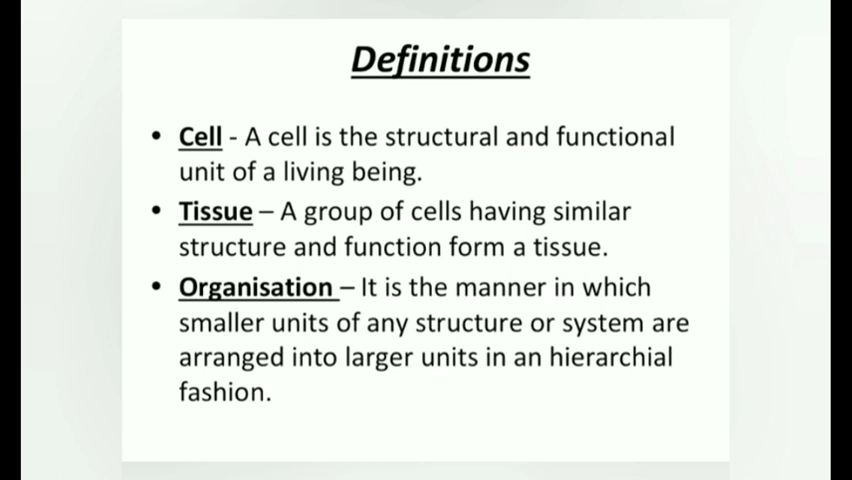 Definitions
• Cell - A cell is the structural and functional
unit of a living being.
• Tissue – A group of cells having similar
structure and function form a tissue.
• Organisation – It is the manner in which
smaller units of any structure or system are
arranged into larger units in an hierarchial
fashion.